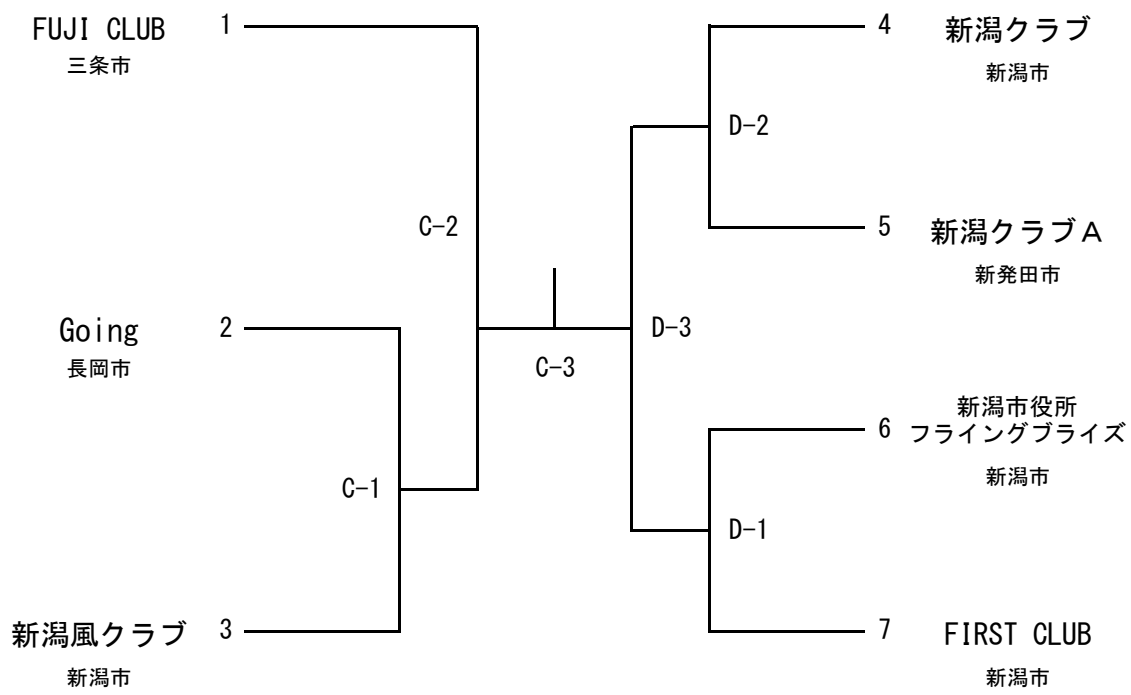 FUJI CLUB 1
三条市
C-2
Going 2
長岡市
C-1
新潟風クラブ 3
新潟市
C-3
4 新潟クラブ
新潟市
D-2
5 新潟クラブA
新発田市
D-3
新潟市役所
6 フライングブライズ
新潟市
D-1
7 FIRST CLUB
新潟市